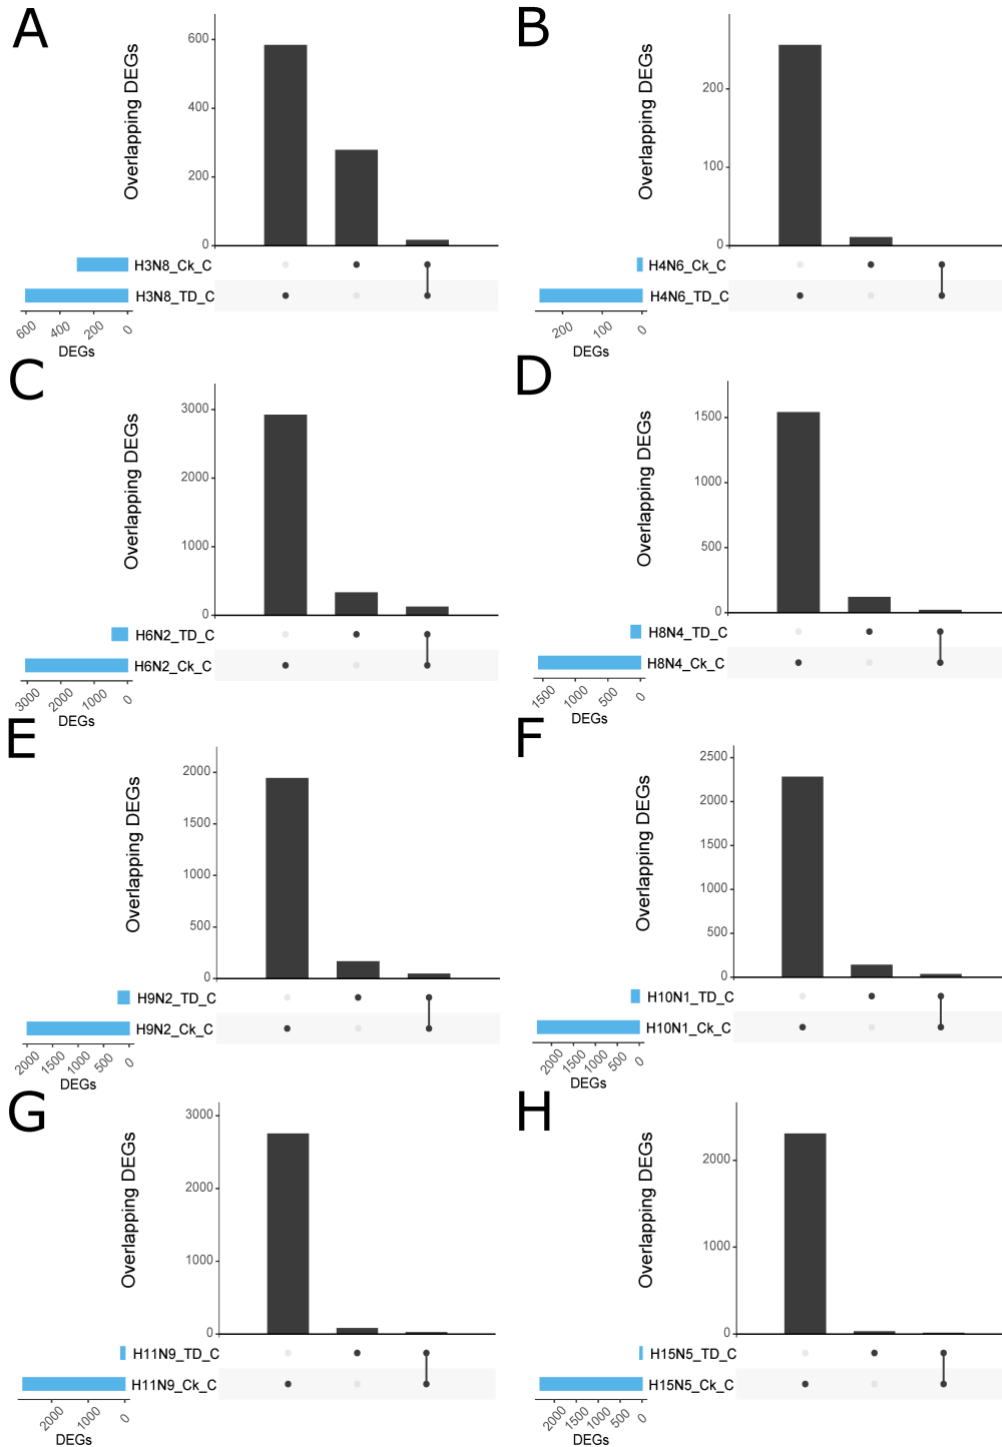 A
Overlapping DEGs
600
400
200
0
H3N8_Ck_C
H3N8_TD_C
600 400 200 0
DEGs
B
Overlapping DEGs
200
100
0
H4N6_Ck_C
H4N6_TD_C
200 100 0
DEGs
C
Overlapping DEGs
3000
2000
1000
0
H6N2_TD_C
H6N2_Ck_C
3000 2000 1000 0
DEGs
D
Overlapping DEGs
1500
1000
500
0
H8N4_TD_C
H8N4_Ck_C
1500 1000 500 0
DEGs
E
Overlapping DEGs
2000
1500
1000
500
0
H9N2_TD_C
H9N2_Ck_C
2000 1500 1000 500 0
DEGs
F
Overlapping DEGs
2500
2000
1500
1000
500
0
H10N1_TD_C
H10N1_Ck_C
2000 1500 1000 500 0
DEGs
G
Overlapping DEGs
3000
2000
1000
0
H11N9_TD_C
H11N9_Ck_C
2000 1000 0
DEGs
H
Overlapping DEGs
2000
1000
0
H15N5_TD_C
H15N5_Ck_C
2000 1500 1000 500 0
DEGs